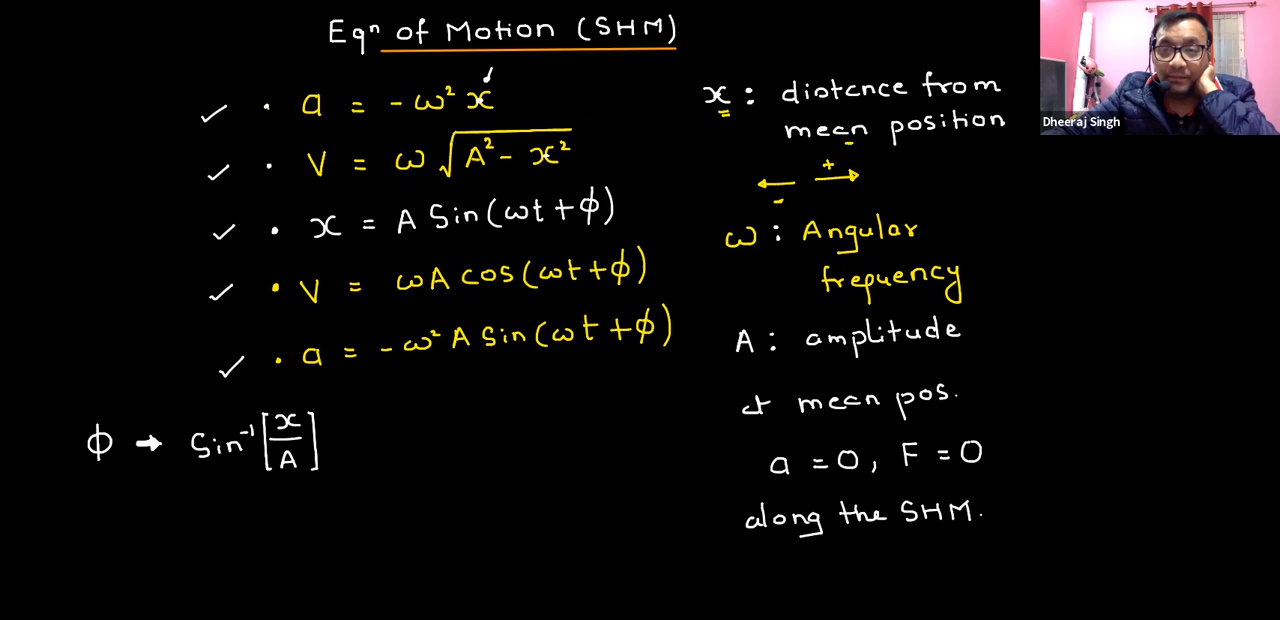 Eqⁿ of Motion (SHM)
✓ • a = -ω² x
✓ • V = ω √(A² - x²)
✓ • x = A Sin(ωt + ϕ)
✓ • V = ωA cos(ωt + ϕ)
✓ • a = -ω² A Sin(ωt + ϕ)
ϕ → Sin⁻¹[x/A]
x : distance from
mean position
- +
ω : Angular
frequency
A : amplitude
at mean pos.
a = 0, F = 0
along the SHM.
Dheeraj Singh